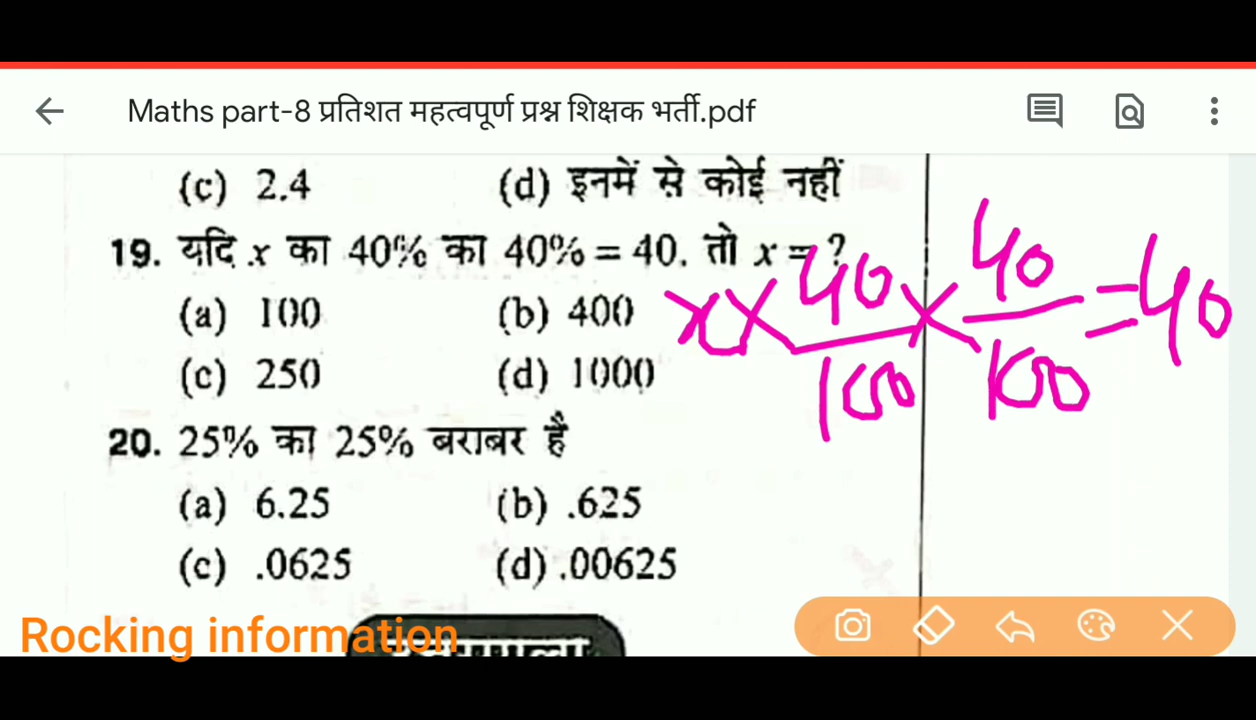 Maths part-8 प्रतिशत महत्वपूर्ण प्रश्न शिक्षक भर्ती.pdf
(c) 2.4 (d) इनमें से कोई नहीं
19. यदि x का 40% का 40% = 40. तो x = ?
(a) 100 (b) 400
(c) 250 (d) 1000
x × 40/100 × 40/100 = 40
20. 25% का 25% बराबर है
(a) 6.25 (b) .625
(c) .0625 (d) .00625
Rocking information